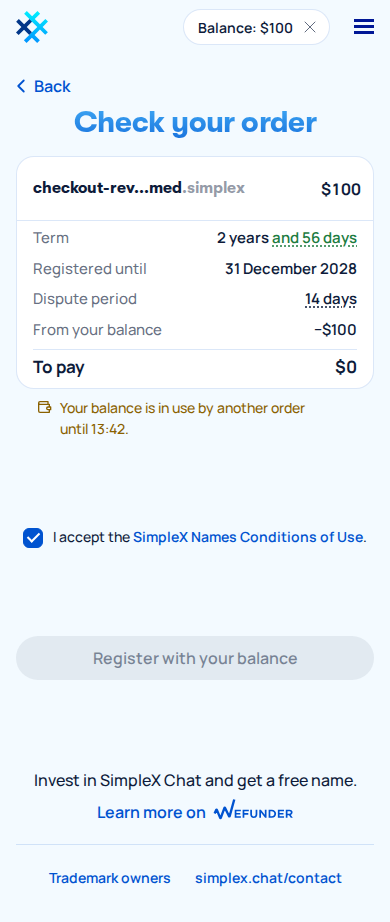 Balance: $100
Back
Check your order
checkout-rev...med.simplex $100
Term 2 years and 56 days
Registered until 31 December 2028
Dispute period 14 days
From your balance −$100
To pay $0
Your balance is in use by another order
until 13:42.
I accept the SimpleX Names Conditions of Use.
Register with your balance
Invest in SimpleX Chat and get a free name.
Learn more on WEFUNDER
Trademark owners simplex.chat/contact